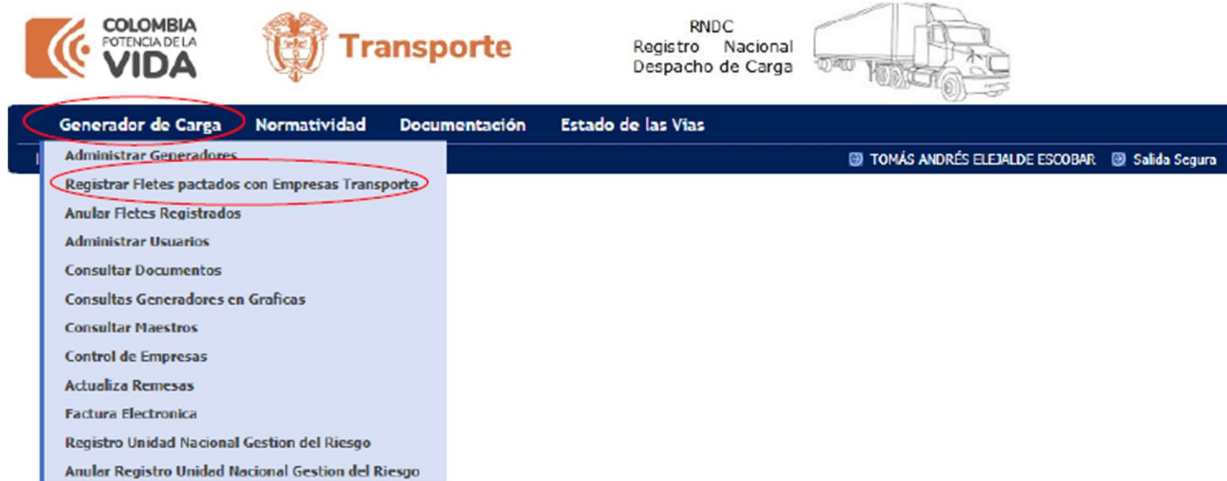 COLOMBIA
POTENCIA DE LA
VIDA
Transporte
RNDC
Registro Nacional
Despacho de Carga
Generador de Carga Normatividad Documentación Estado de las Vias
TOMÁS ANDRÉS ELEJALDE ESCOBAR Salida Segura
Administrar Generadores
Registrar Fletes pactados con Empresas Transporte
Anular Fletes Registrados
Administrar Usuarios
Consultar Documentos
Consultas Generadores en Graficas
Consultar Maestros
Control de Empresas
Actualiza Remesas
Factura Electronica
Registro Unidad Nacional Gestion del Riesgo
Anular Registro Unidad Nacional Gestion del Riesgo